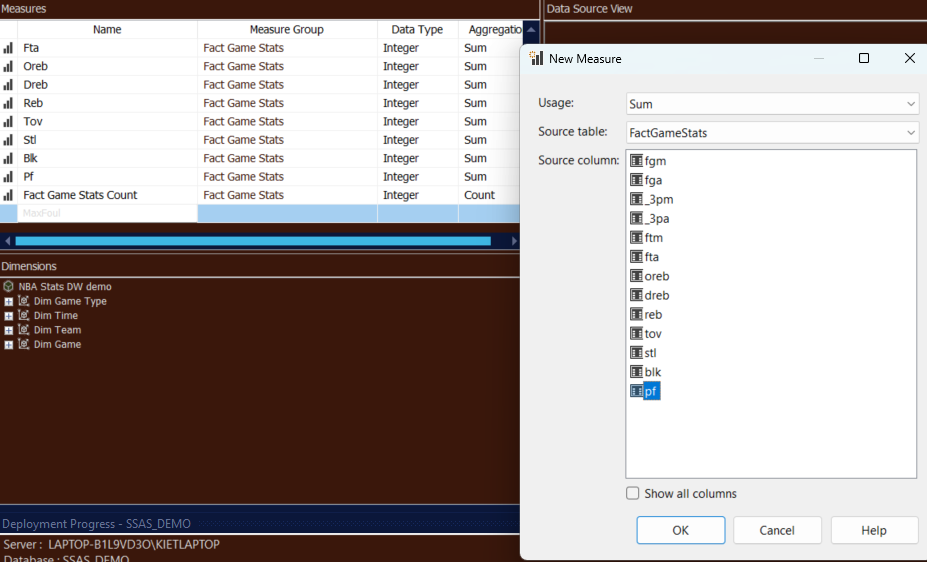 Measures
Name Measure Group Data Type Aggregatio
Fta Fact Game Stats Integer Sum
Oreb Fact Game Stats Integer Sum
Dreb Fact Game Stats Integer Sum
Reb Fact Game Stats Integer Sum
Tov Fact Game Stats Integer Sum
Stl Fact Game Stats Integer Sum
Blk Fact Game Stats Integer Sum
Pf Fact Game Stats Integer Sum
Fact Game Stats Count Fact Game Stats Integer Count
MaxFoul
Dimensions
NBA Stats DW demo
Dim Game Type
Dim Time
Dim Team
Dim Game
Deployment Progress - SSAS_DEMO
Server : LAPTOP-B1L9VD3O\KIETLAPTOP
Database : SSAS_DEMO
Data Source View
New Measure
Usage: Sum
Source table: FactGameStats
Source column:
fgm
fga
_3pm
_3pa
ftm
fta
oreb
dreb
reb
tov
stl
blk
pf
Show all columns
OK Cancel Help